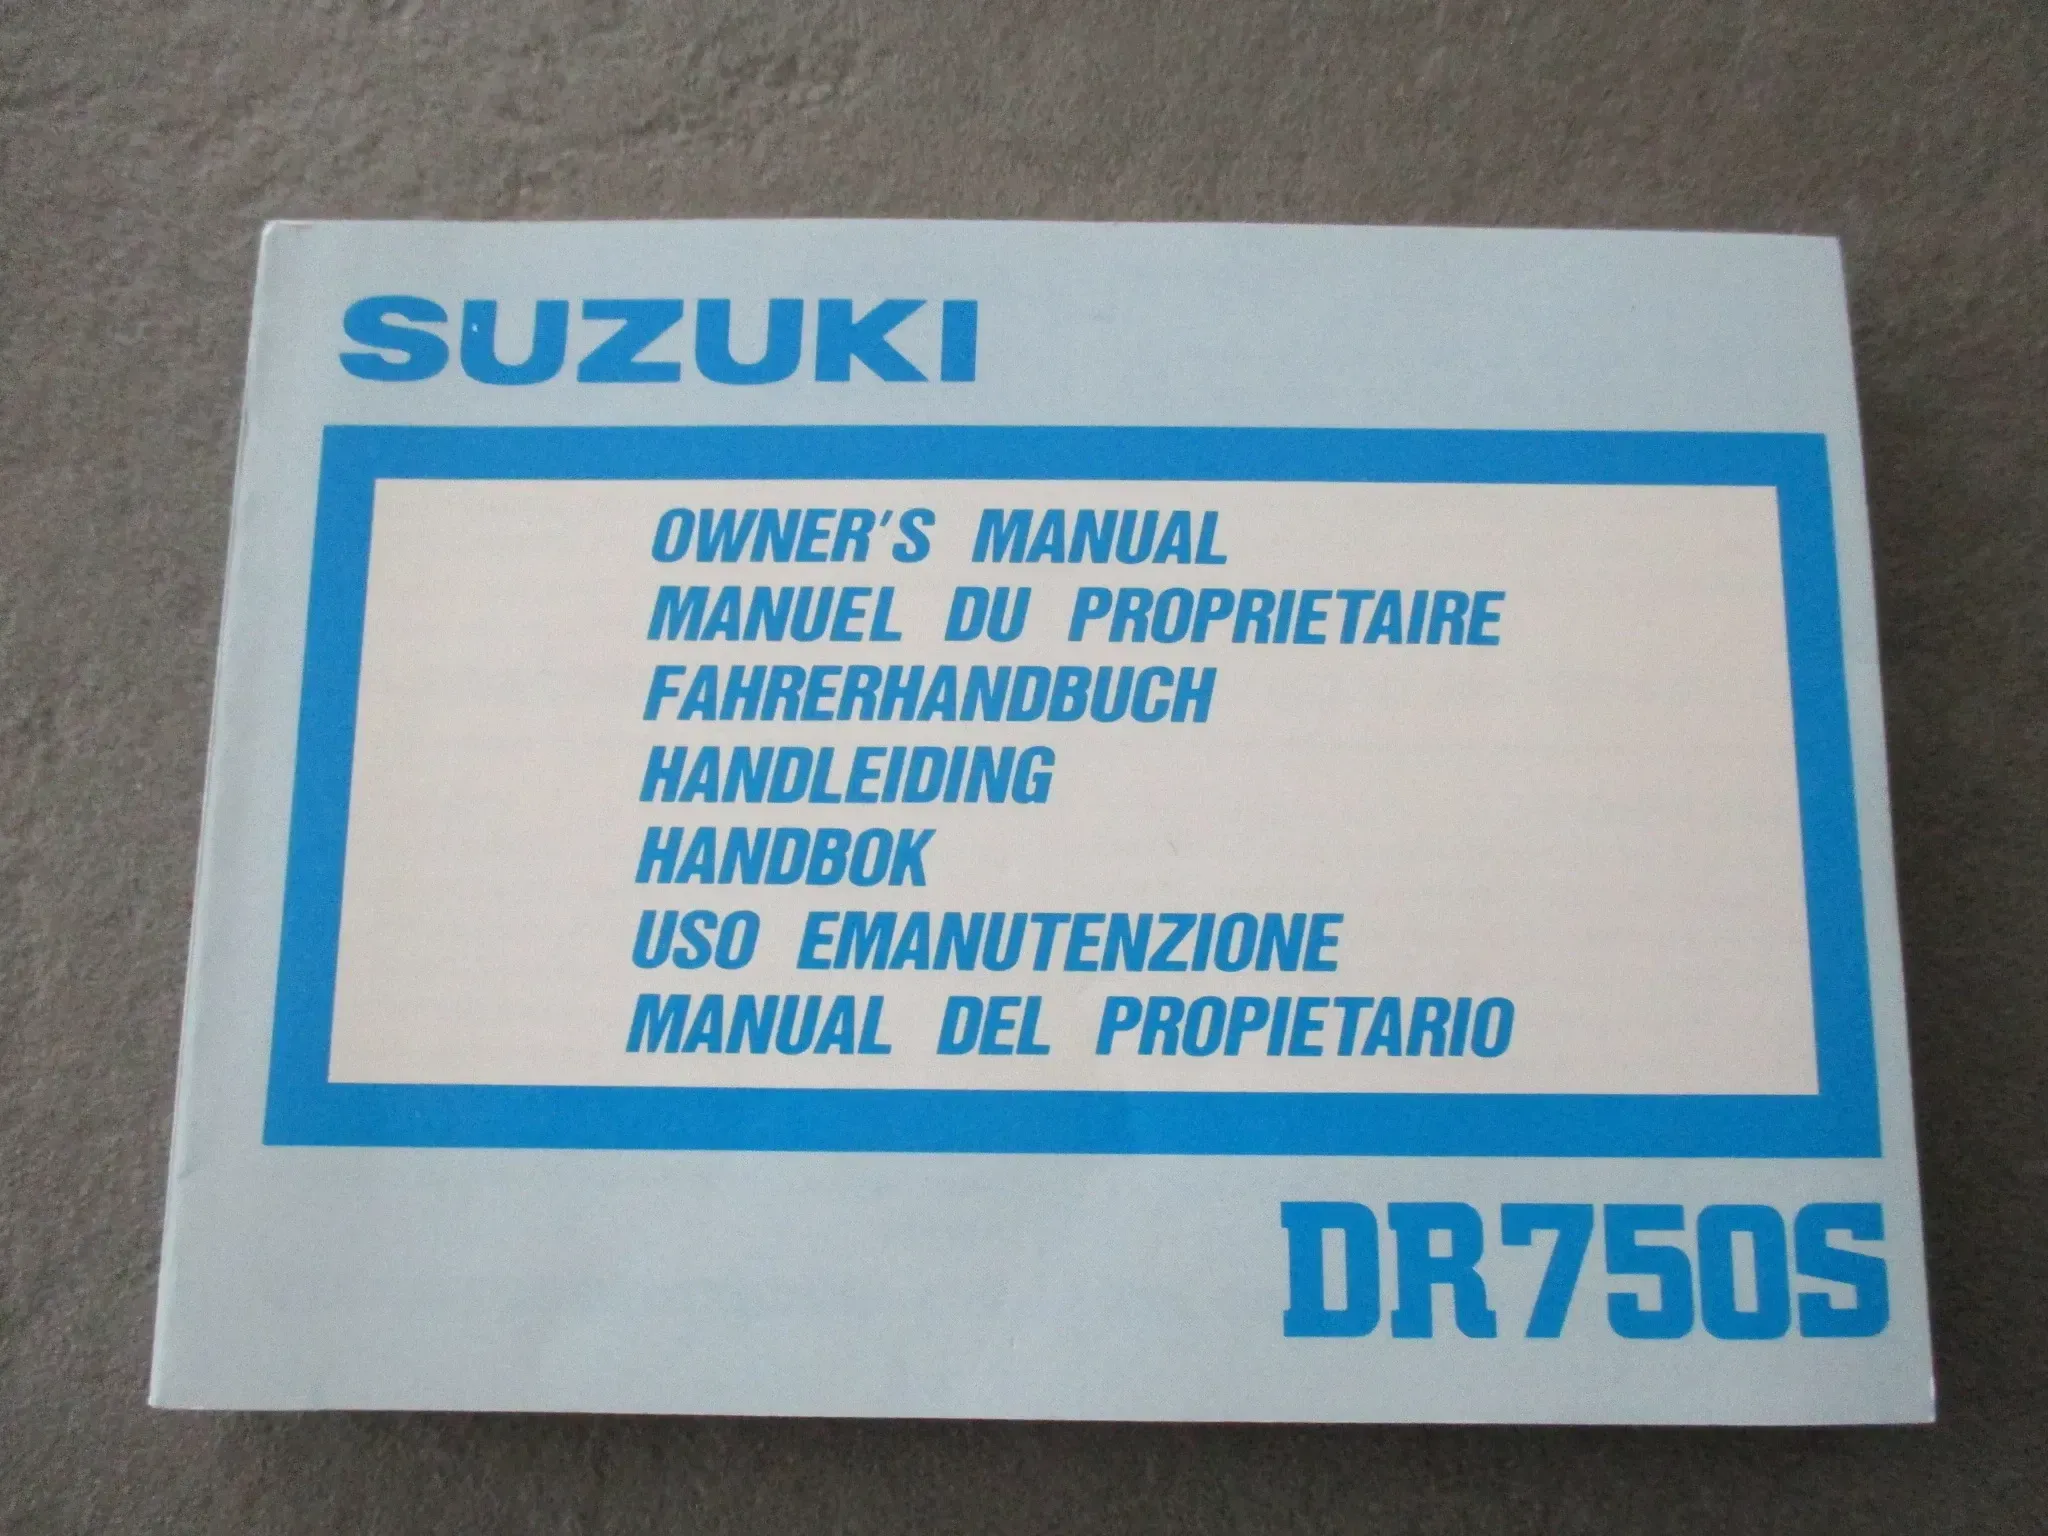 SUZUKI
OWNER'S MANUAL
MANUEL DU PROPRIETAIRE
FAHRERHANDBUCH
HANDLEIDING
HANDBOK
USO EMANUTENZIONE
MANUAL DEL PROPIETARIO
DR750S